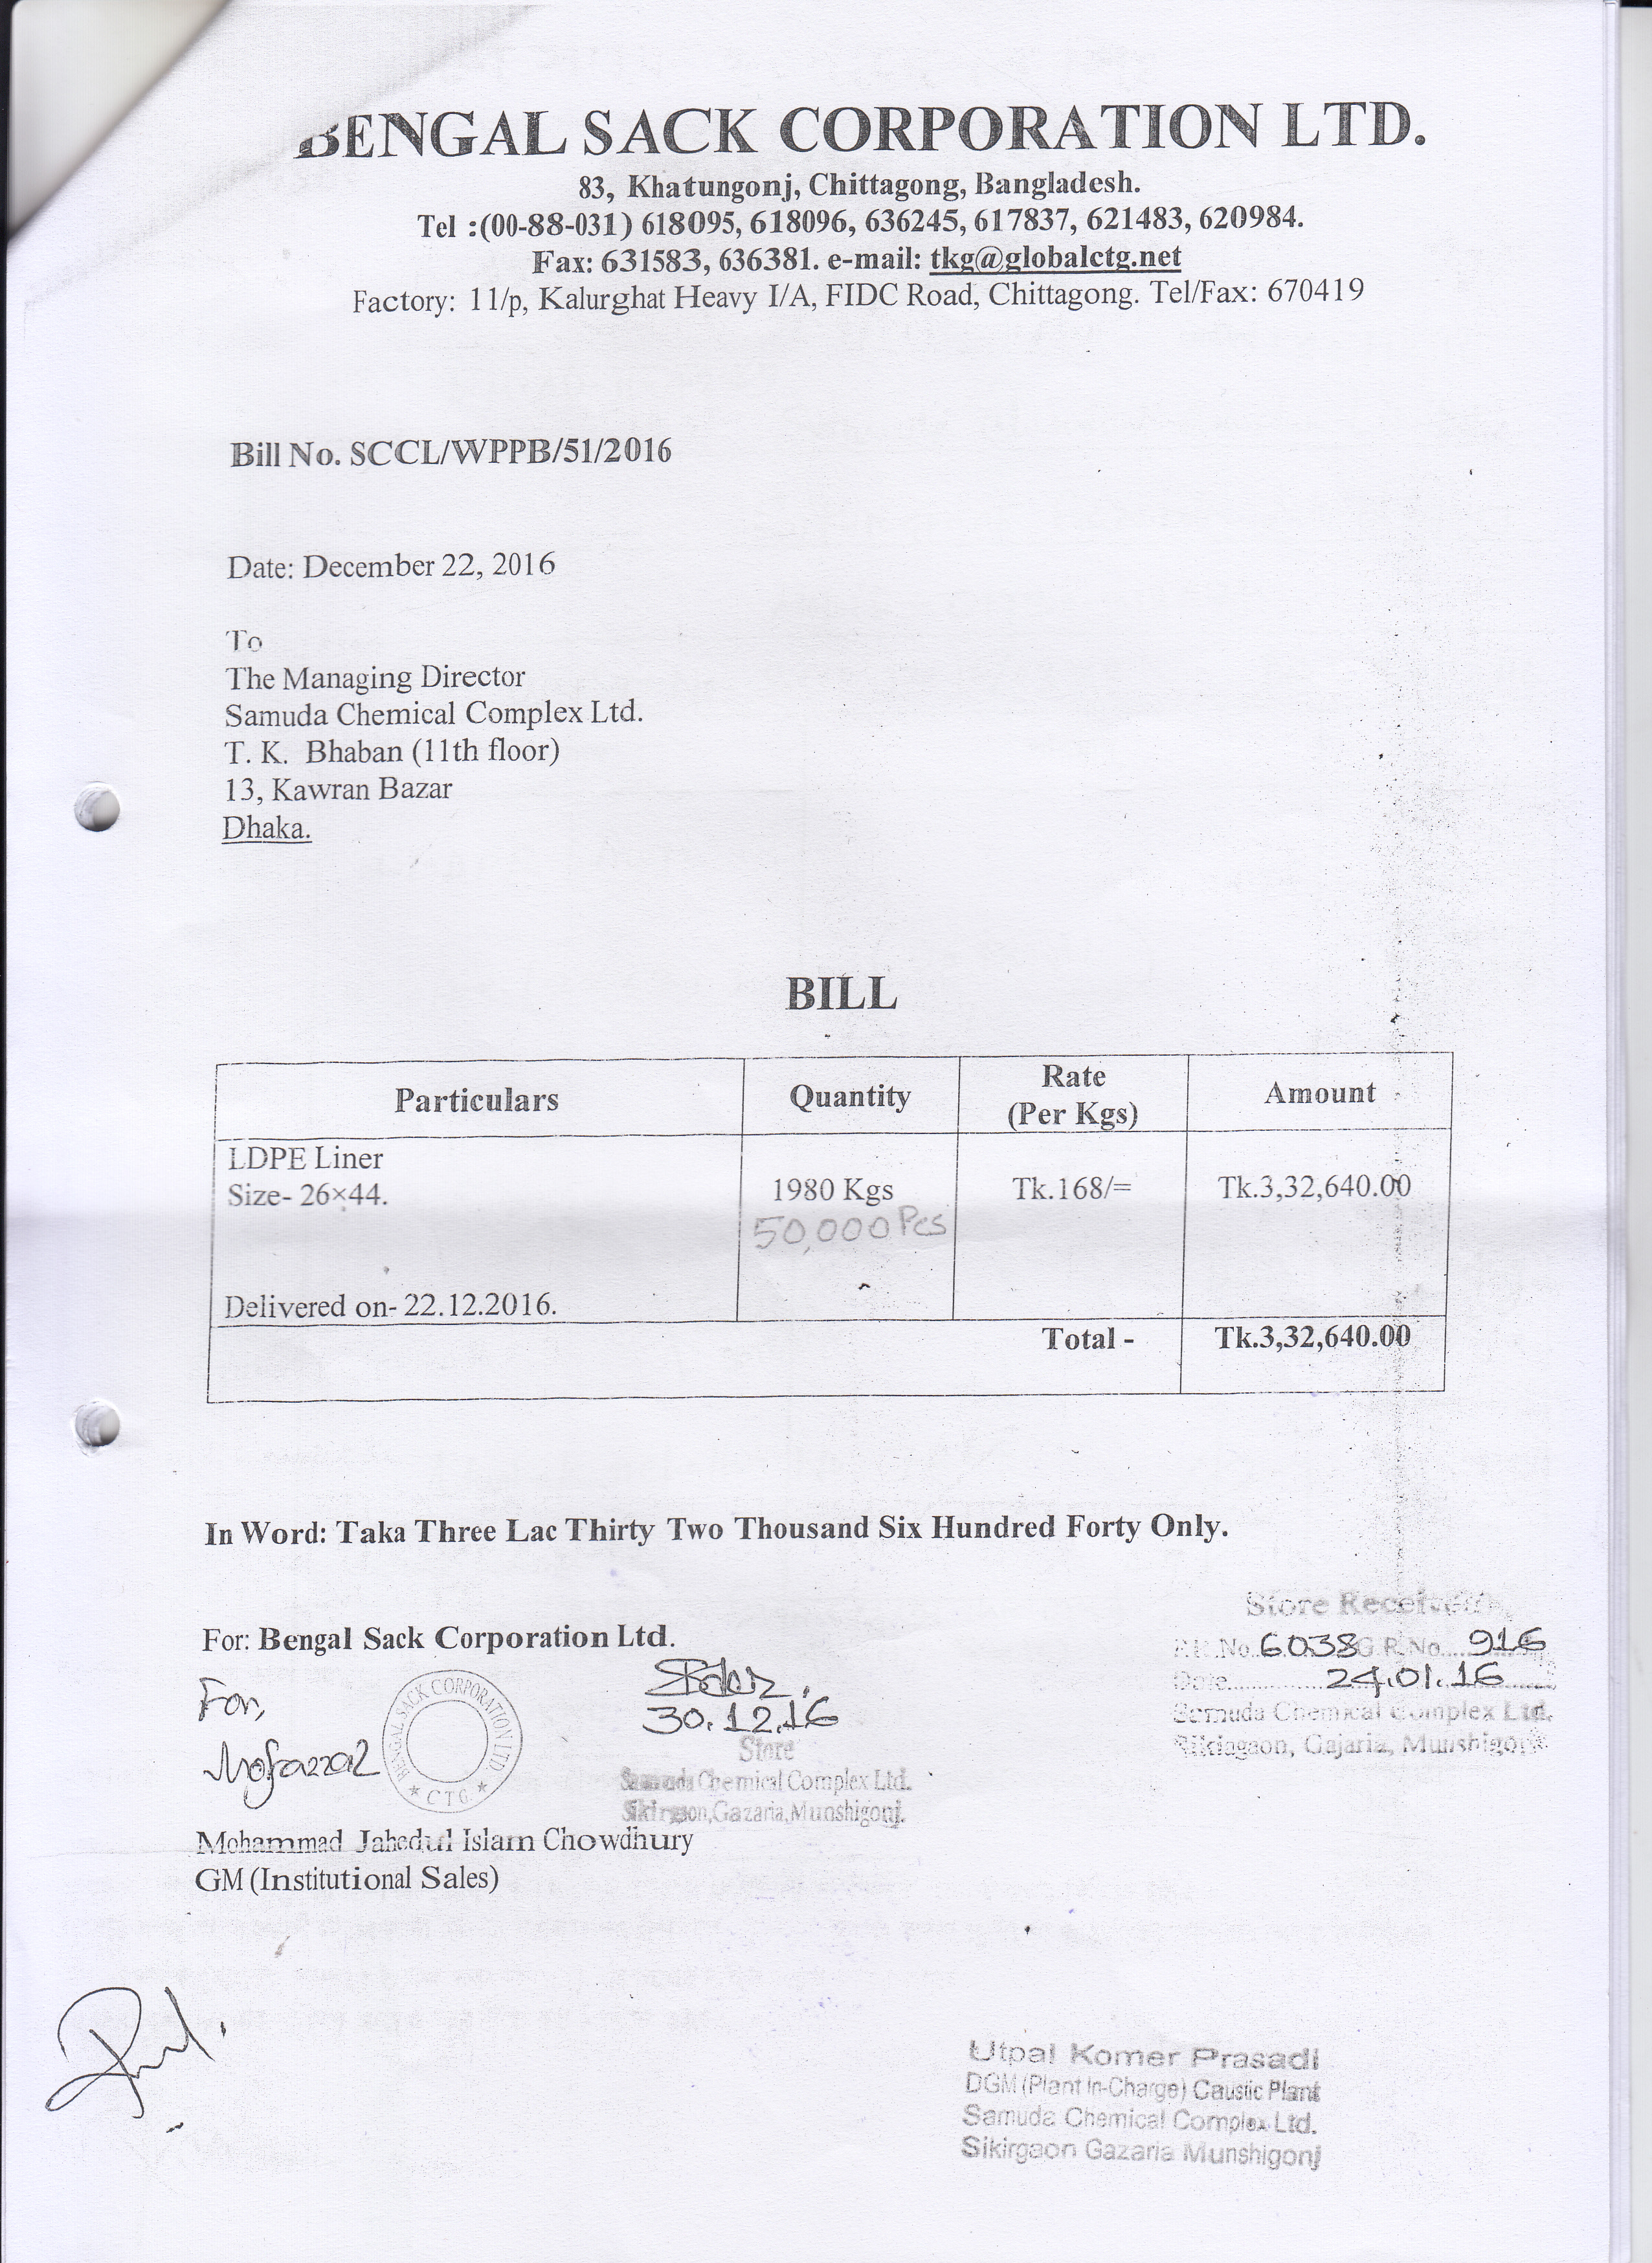 BENGAL SACK CORPORATION LTD.
83, Khatungonj, Chittagong, Bangladesh.
Tel :(00-88-031) 618095, 618096, 636245, 617837, 621483, 620984.
Fax: 631583, 636381. e-mail: tkg@globalctg.net
Factory: 11/p, Kalurghat Heavy I/A, FIDC Road, Chittagong. Tel/Fax: 670419
Bill No. SCCL/WPPB/51/2016
Date: December 22, 2016
To
The Managing Director
Samuda Chemical Complex Ltd.
T. K. Bhaban (11th floor)
13, Kawran Bazar
Dhaka.
BILL
Particulars Quantity Rate (Per Kgs) Amount
LDPE Liner
Size- 26×44. 1980 Kgs Tk.168/= Tk.3,32,640.00
50,000 Pcs
Delivered on- 22.12.2016.
Total - Tk.3,32,640.00
In Word: Taka Three Lac Thirty Two Thousand Six Hundred Forty Only.
For: Bengal Sack Corporation Ltd.
For,
Mofazzal
BENGAL SACK CORPORATION LTD.
★ CTG. ★
30.12.16
Store
Samuda Chemical Complex Ltd.
Sikirgaon,Gazaria,Munshigonj.
Store Received
No. 6038 G.R.No. 916
Date 24.01.16
Samuda Chemical Complex Ltd.
Gajaria, Munshigonj
Mohammad Jahedul Islam Chowdhury
GM (Institutional Sales)
Utpal Komer Prasadi
DGM (Plant In-Charge) Caustic Plant
Samuda Chemical Complex Ltd.
Sikirgaon Gazaria Munshigonj